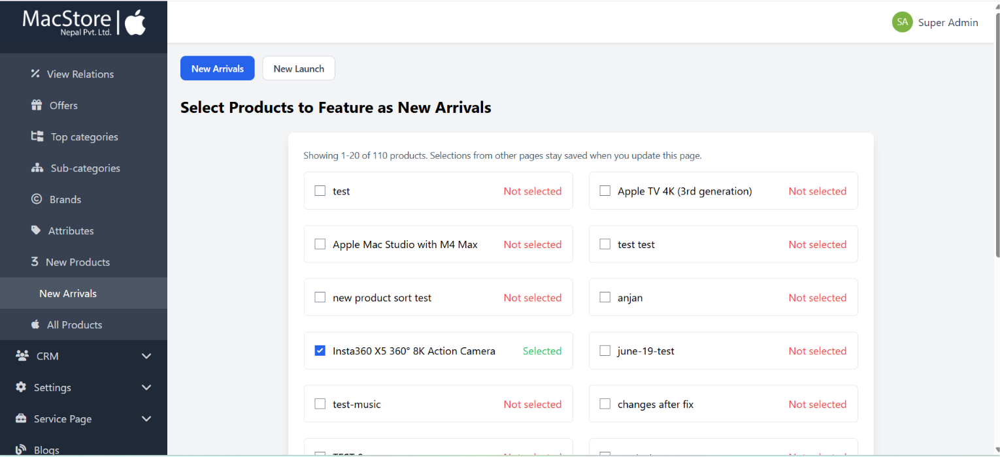 MacStore
Nepal Pvt. Ltd.
SA Super Admin
View Relations
Offers
Top categories
Sub-categories
Brands
Attributes
New Products
New Arrivals
All Products
CRM
Settings
Service Page
Blogs
New Arrivals New Launch
Select Products to Feature as New Arrivals
Showing 1-20 of 110 products. Selections from other pages stay saved when you update this page.
test Not selected
Apple TV 4K (3rd generation) Not selected
Apple Mac Studio with M4 Max Not selected
test test Not selected
new product sort test Not selected
anjan Not selected
Insta360 X5 360° 8K Action Camera Selected
june-19-test Not selected
test-music Not selected
changes after fix Not selected